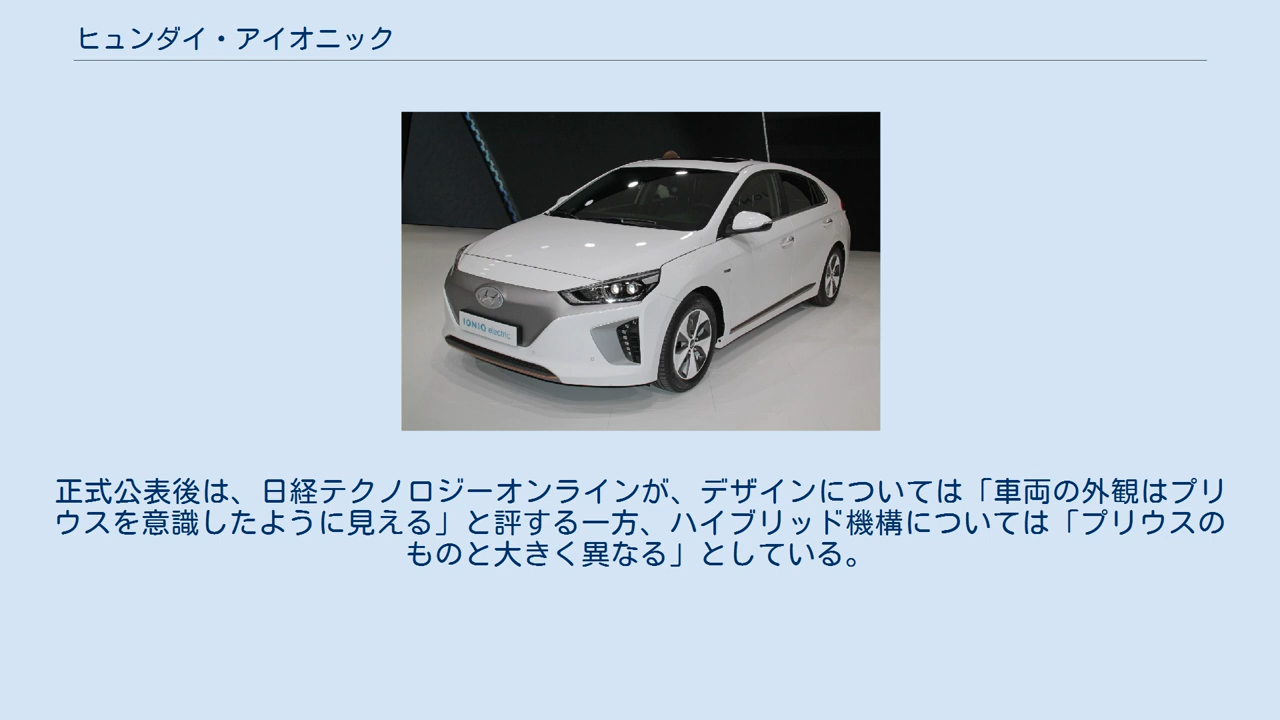 ヒュンダイ・アイオニック
IONIQ electric
正式公表後は、日経テクノロジーオンラインが、デザインについては「車両の外観はプリ
ウスを意識したように見える」と評する一方、ハイブリッド機構については「プリウスの
ものと大きく異なる」としている。